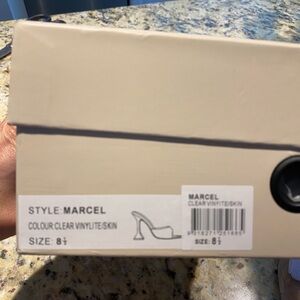 STYLE: MARCEL
COLOUR: CLEAR VINYLITE/SKIN
SIZE: 8½
MARCEL
CLEAR VINYLITE/SKIN
SIZE: 8½